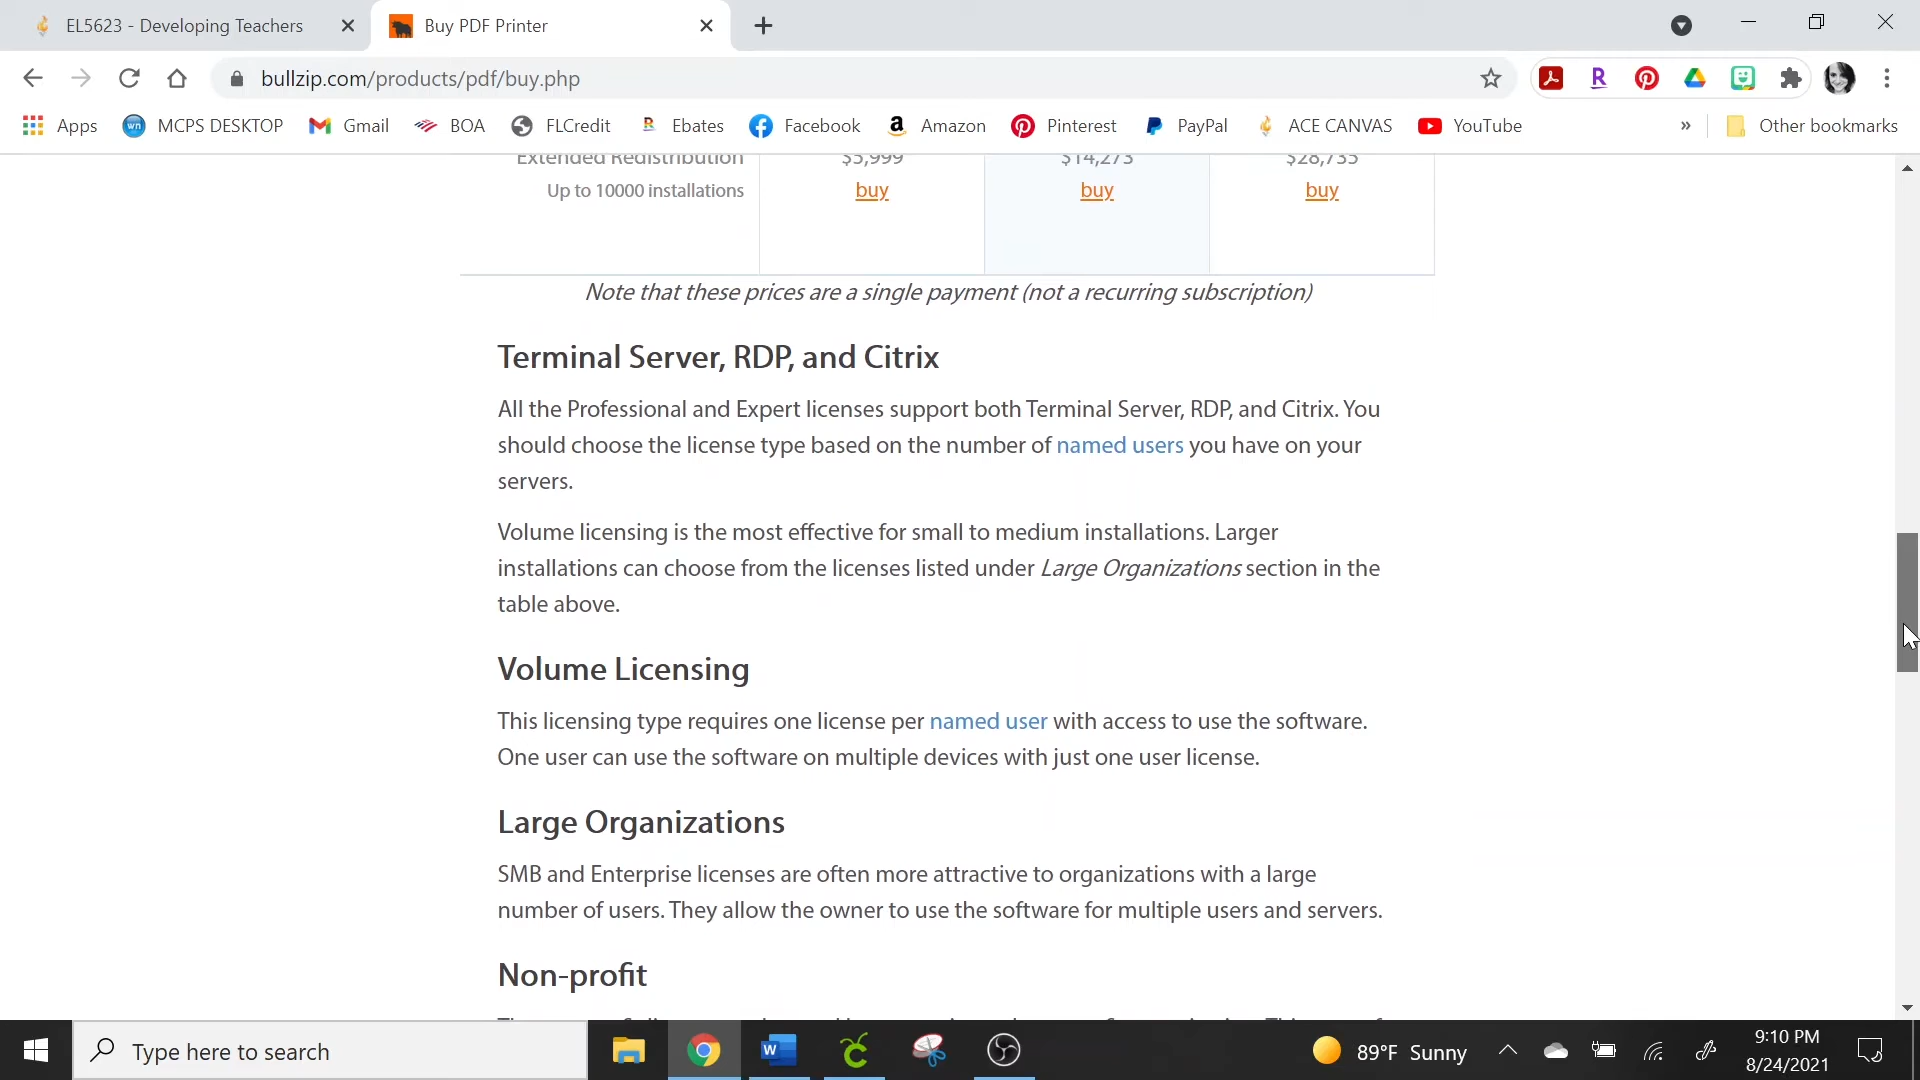 EL5623 - Developing Teachers
Buy PDF Printer
bullzip.com/products/pdf/buy.php
Apps
MCPS DESKTOP
Gmail
BOA
FLCredit
Ebates
Facebook
Amazon
Pinterest
PayPal
ACE CANVAS
YouTube
»
Other bookmarks
Extended Redistribution $5,999 $14,273 $28,735
Up to 10000 installations buy buy buy
Note that these prices are a single payment (not a recurring subscription)
Terminal Server, RDP, and Citrix
All the Professional and Expert licenses support both Terminal Server, RDP, and Citrix. You
should choose the license type based on the number of named users you have on your
servers.
Volume licensing is the most effective for small to medium installations. Larger
installations can choose from the licenses listed under Large Organizations section in the
table above.
Volume Licensing
This licensing type requires one license per named user with access to use the software.
One user can use the software on multiple devices with just one user license.
Large Organizations
SMB and Enterprise licenses are often more attractive to organizations with a large
number of users. They allow the owner to use the software for multiple users and servers.
Non-profit
Type here to search
89°F Sunny
9:10 PM
8/24/2021